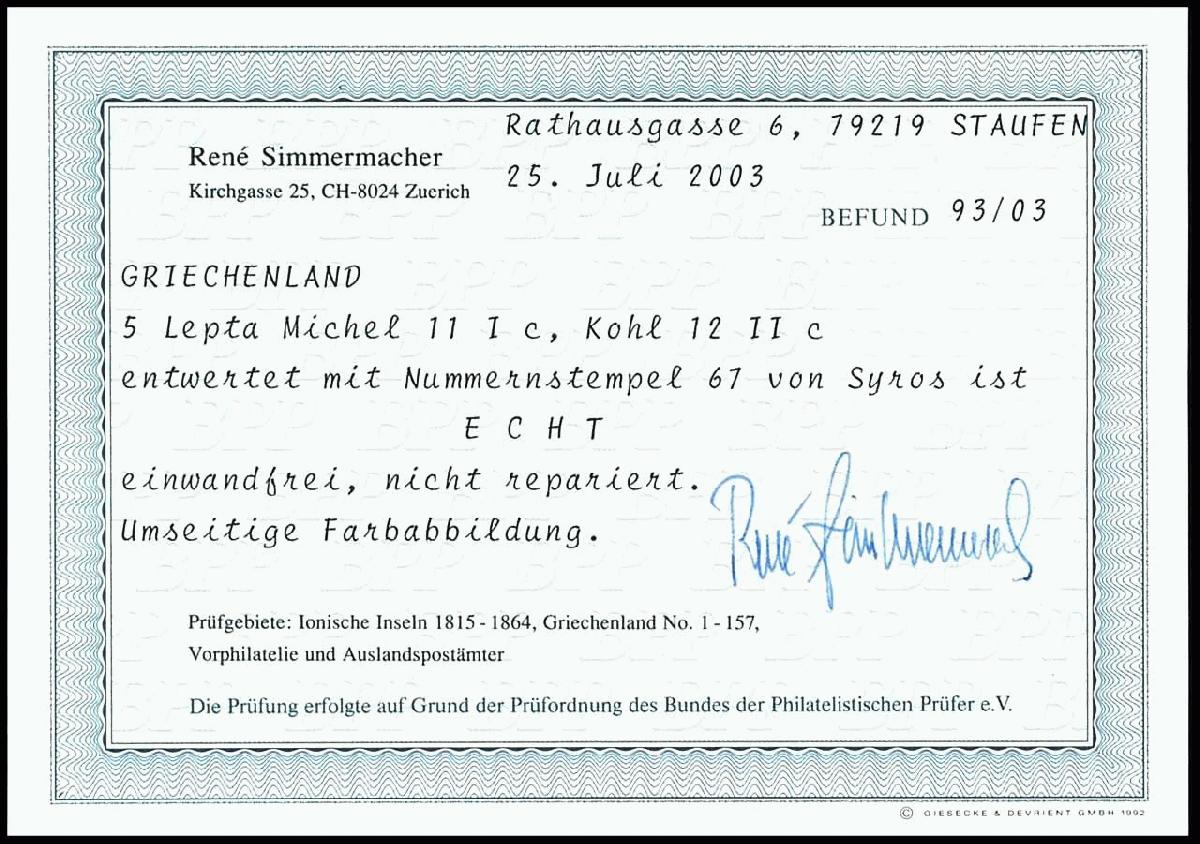 Rathausgasse 6, 79219 STAUFEN
René Simmermacher
Kirchgasse 25, CH-8024 Zuerich
25. Juli 2003
BEFUND 93/03
GRIECHENLAND
5 Lepta Michel 11 I c, Kohl 12 II c
entwertet mit Nummernstempel 67 von Syros ist
E C H T
einwandfrei, nicht repariert.
Umseitige Farbabbildung.
René Simmermacher
Prüfgebiete: Ionische Inseln 1815 - 1864, Griechenland No. 1 - 157,
Vorphilatelie und Auslandspostämter
Die Prüfung erfolgte auf Grund der Prüfordnung des Bundes der Philatelistischen Prüfer e.V.
© GIESECKE & DEVRIENT GMBH 1992